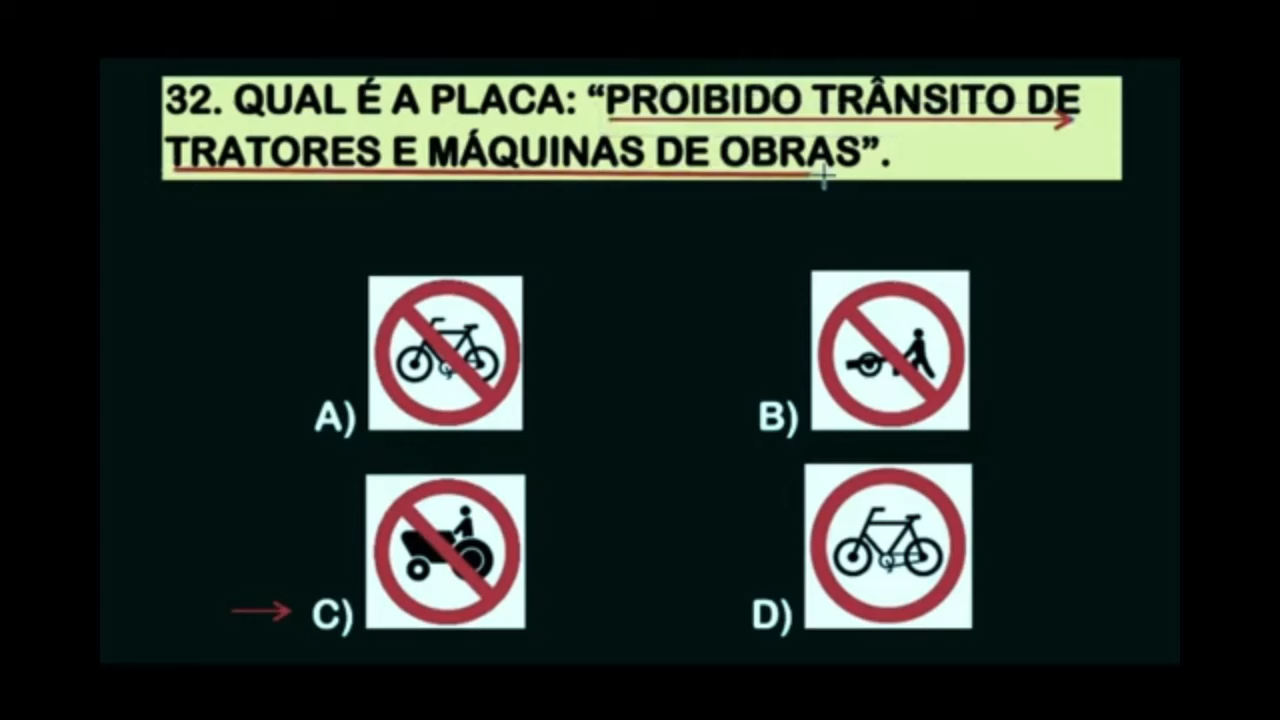 32. QUAL É A PLACA: “PROIBIDO TRÂNSITO DE
TRATORES E MÁQUINAS DE OBRAS”.
A)
B)
C)
D)